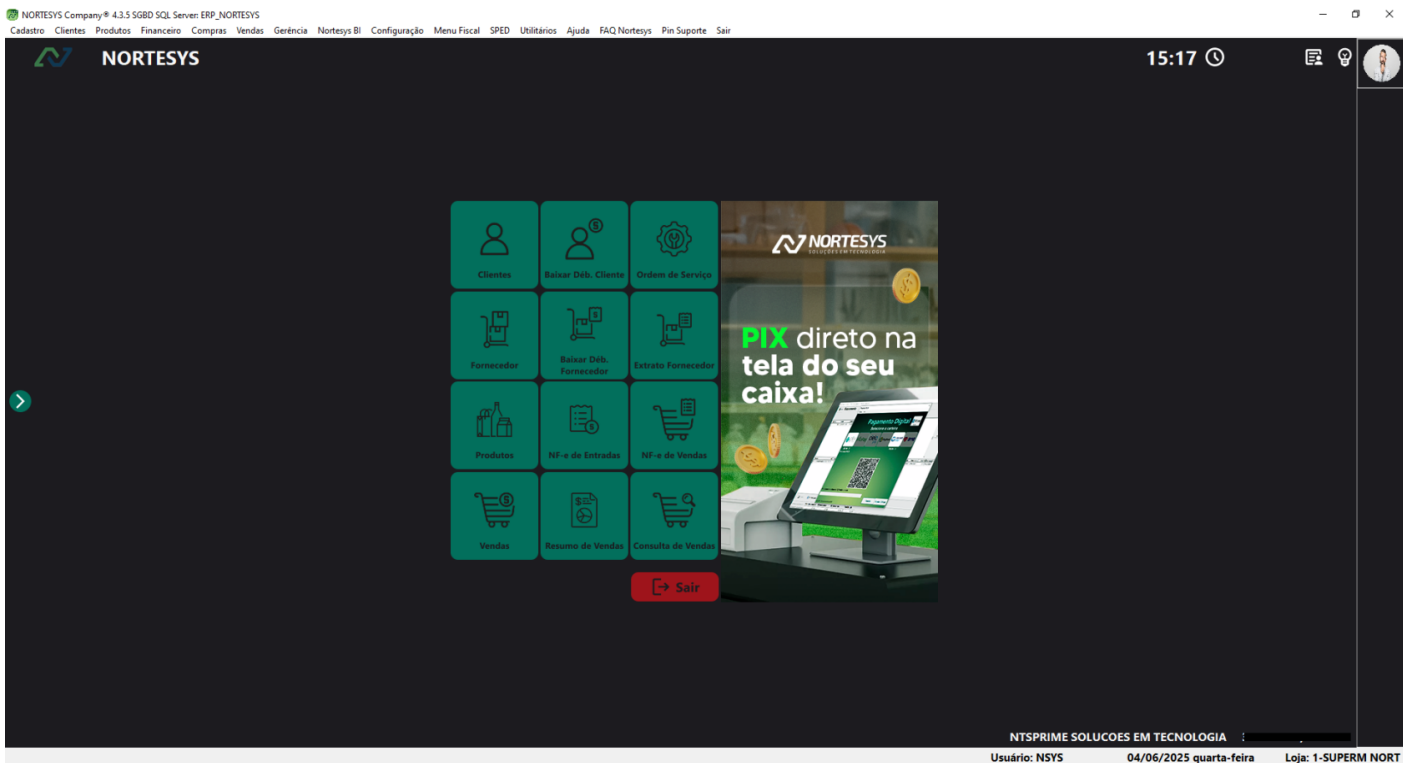 NORTESYS Company® 4.3.5 SGBD SQL Server: ERP_NORTESYS
Cadastro Clientes Produtos Financeiro Compras Vendas Gerência Nortesys BI Configuração Menu Fiscal SPED Utilitários Ajuda FAQ Nortesys Pin Suporte Sair
NORTESYS
15:17
Clientes
Baixar Déb. Cliente
Ordem de Serviço
Fornecedor
Baixar Déb.
Fornecedor
Extrato Fornecedor
Produtos
NF-e de Entradas
NF-e de Vendas
Vendas
Resumo de Vendas
Consulta de Vendas
Sair
NORTESYS
SOLUÇÕES EM TECNOLOGIA
PIX direto na
tela do seu
caixa!
Pagamento Digital
NTSPRIME SOLUCOES EM TECNOLOGIA
Usuário: NSYS 04/06/2025 quarta-feira Loja: 1-SUPERM NORT